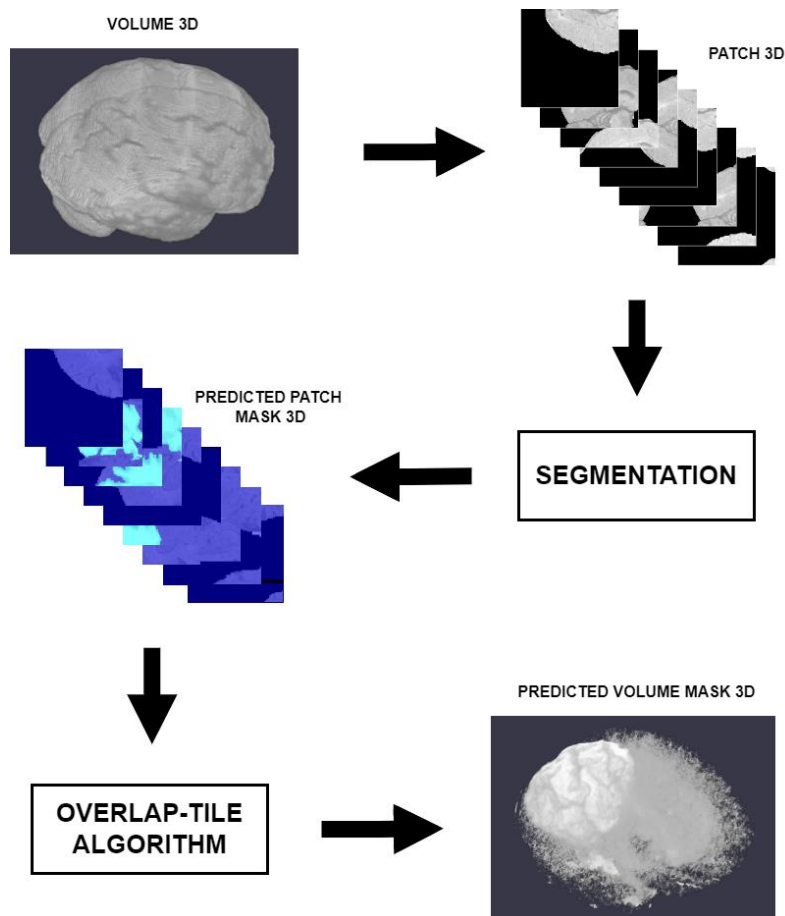 VOLUME 3D
PATCH 3D
PREDICTED PATCH
MASK 3D
SEGMENTATION
PREDICTED VOLUME MASK 3D
OVERLAP-TILE
ALGORITHM